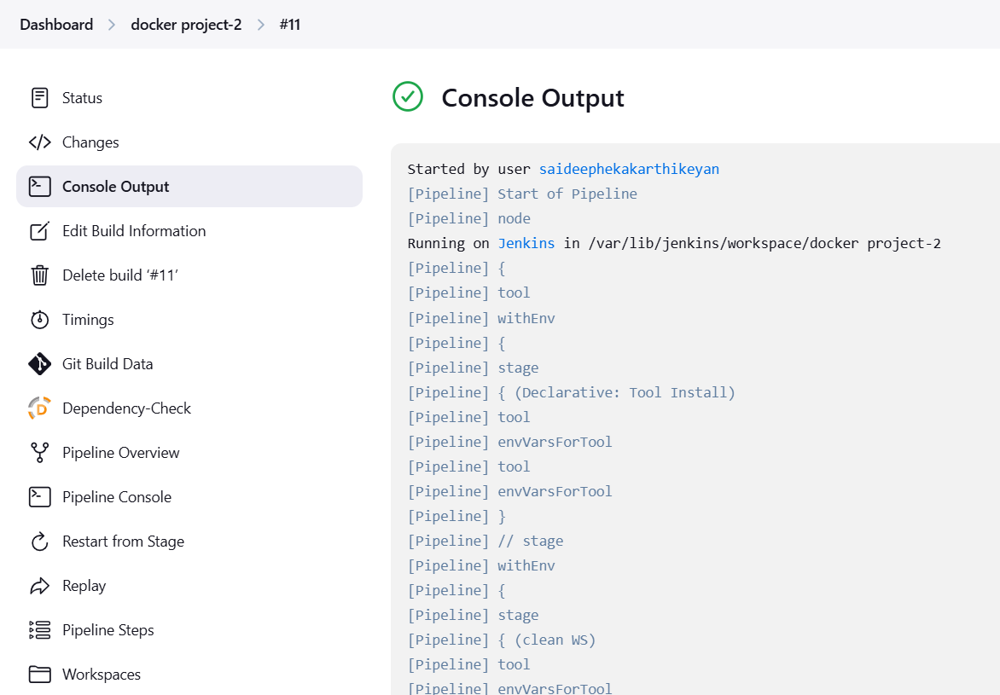 Dashboard > docker project-2 > #11
Status
Changes
Console Output
Edit Build Information
Delete build ‘#11’
Timings
Git Build Data
Dependency-Check
Pipeline Overview
Pipeline Console
Restart from Stage
Replay
Pipeline Steps
Workspaces
Console Output
Started by user saideephekakarthikeyan
[Pipeline] Start of Pipeline
[Pipeline] node
Running on Jenkins in /var/lib/jenkins/workspace/docker project-2
[Pipeline] {
[Pipeline] tool
[Pipeline] withEnv
[Pipeline] {
[Pipeline] stage
[Pipeline] { (Declarative: Tool Install)
[Pipeline] tool
[Pipeline] envVarsForTool
[Pipeline] tool
[Pipeline] envVarsForTool
[Pipeline] }
[Pipeline] // stage
[Pipeline] withEnv
[Pipeline] {
[Pipeline] stage
[Pipeline] { (clean WS)
[Pipeline] tool
[Pipeline] envVarsForTool